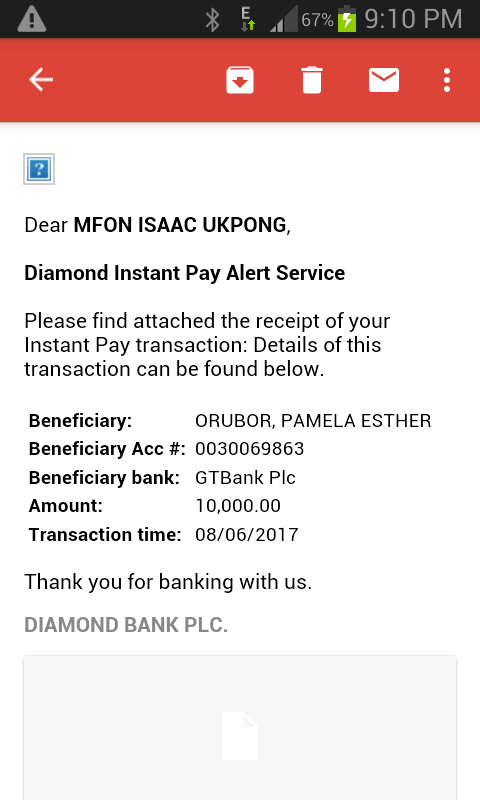 E 67% 9:10 PM
?
Dear MFON ISAAC UKPONG,
Diamond Instant Pay Alert Service
Please find attached the receipt of your
Instant Pay transaction: Details of this
transaction can be found below.
Beneficiary: ORUBOR, PAMELA ESTHER
Beneficiary Acc #: 0030069863
Beneficiary bank: GTBank Plc
Amount: 10,000.00
Transaction time: 08/06/2017
Thank you for banking with us.
DIAMOND BANK PLC.